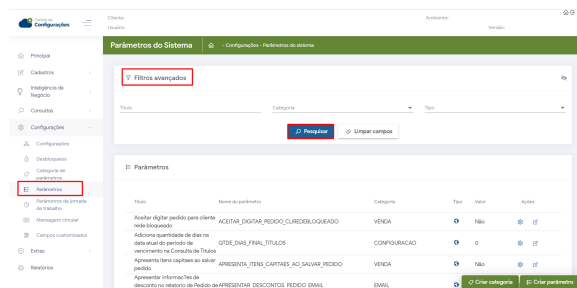 Central de
Configurações
Cliente:
Ambiente:
Usuário:
Versão:
Parâmetros do Sistema
- Configurações - Parâmetros do sistema
Principal
Cadastros
Inteligência de
Negócio
Consultas
Configurações
Configurações
Desbloqueios
Categoria de
parâmetros
Parâmetros
Parâmetros da jornada
de trabalho
Mensagem circular
Campos customizados
Extras
Relatórios
Filtros avançados
Título
Categoria
Tipo
Pesquisar
Limpar campos
Parâmetros
Título Nome do parâmetro Categoria Tipo Valor Ações
Aceitar digitar pedido para cliente
rede bloqueado
ACEITAR_DIGITAR_PEDIDO_CLIREDEBLOQUEADO VENDA Não
Adiciona quantidade de dias na
data atual do período de
vencimento na Consulta de Títulos
QTDE_DIAS_FINAL_TITULOS CONFIGURACAO 0
Apresenta itens capitaes ao salvar
pedido
APRESENTA_ITENS_CAPITAES_AO_SALVAR_PEDIDO VENDA Não
Apresentar informac?es de
desconto no relatorio de Pedido de
APRESENTAR_DESCONTOS_PEDIDO_EMAIL EMAIL
Criar categoria
Criar parâmetro